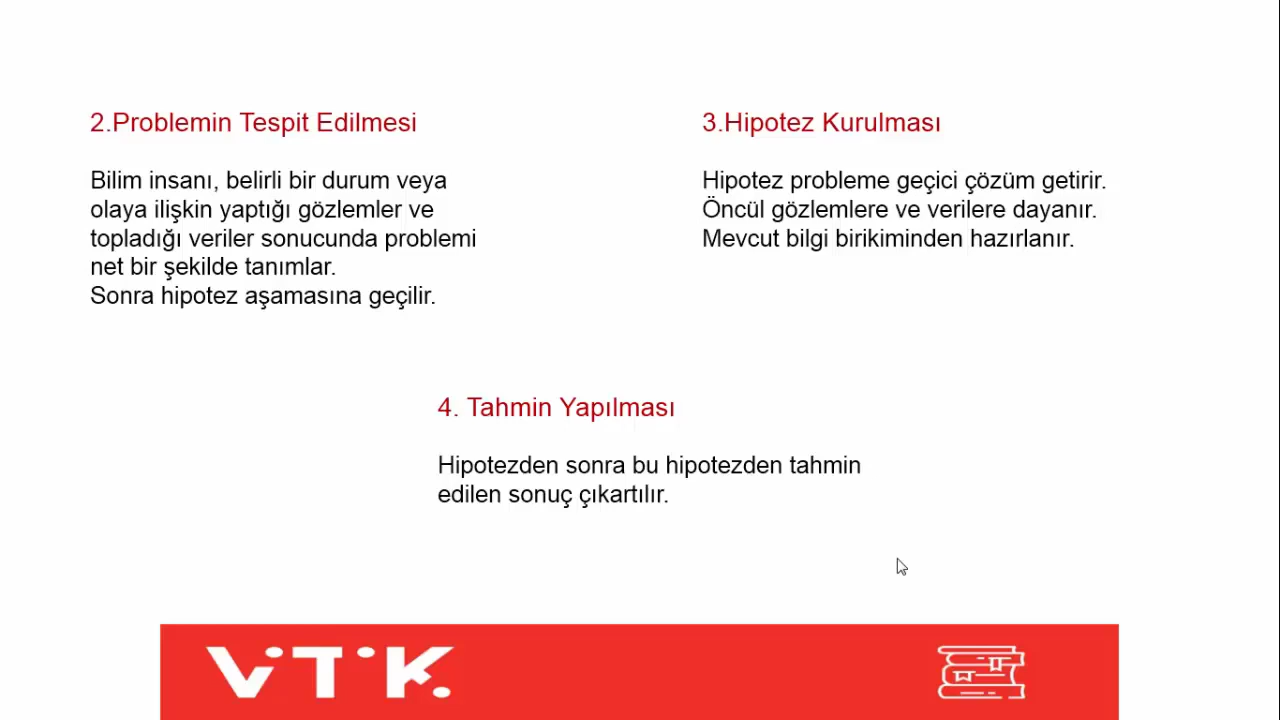 2.Problemin Tespit Edilmesi
Bilim insanı, belirli bir durum veya
olaya ilişkin yaptığı gözlemler ve
topladığı veriler sonucunda problemi
net bir şekilde tanımlar.
Sonra hipotez aşamasına geçilir.
3.Hipotez Kurulması
Hipotez probleme geçici çözüm getirir.
Öncül gözlemlere ve verilere dayanır.
Mevcut bilgi birikiminden hazırlanır.
4. Tahmin Yapılması
Hipotezden sonra bu hipotezden tahmin
edilen sonuç çıkartılır.
VİTİK.